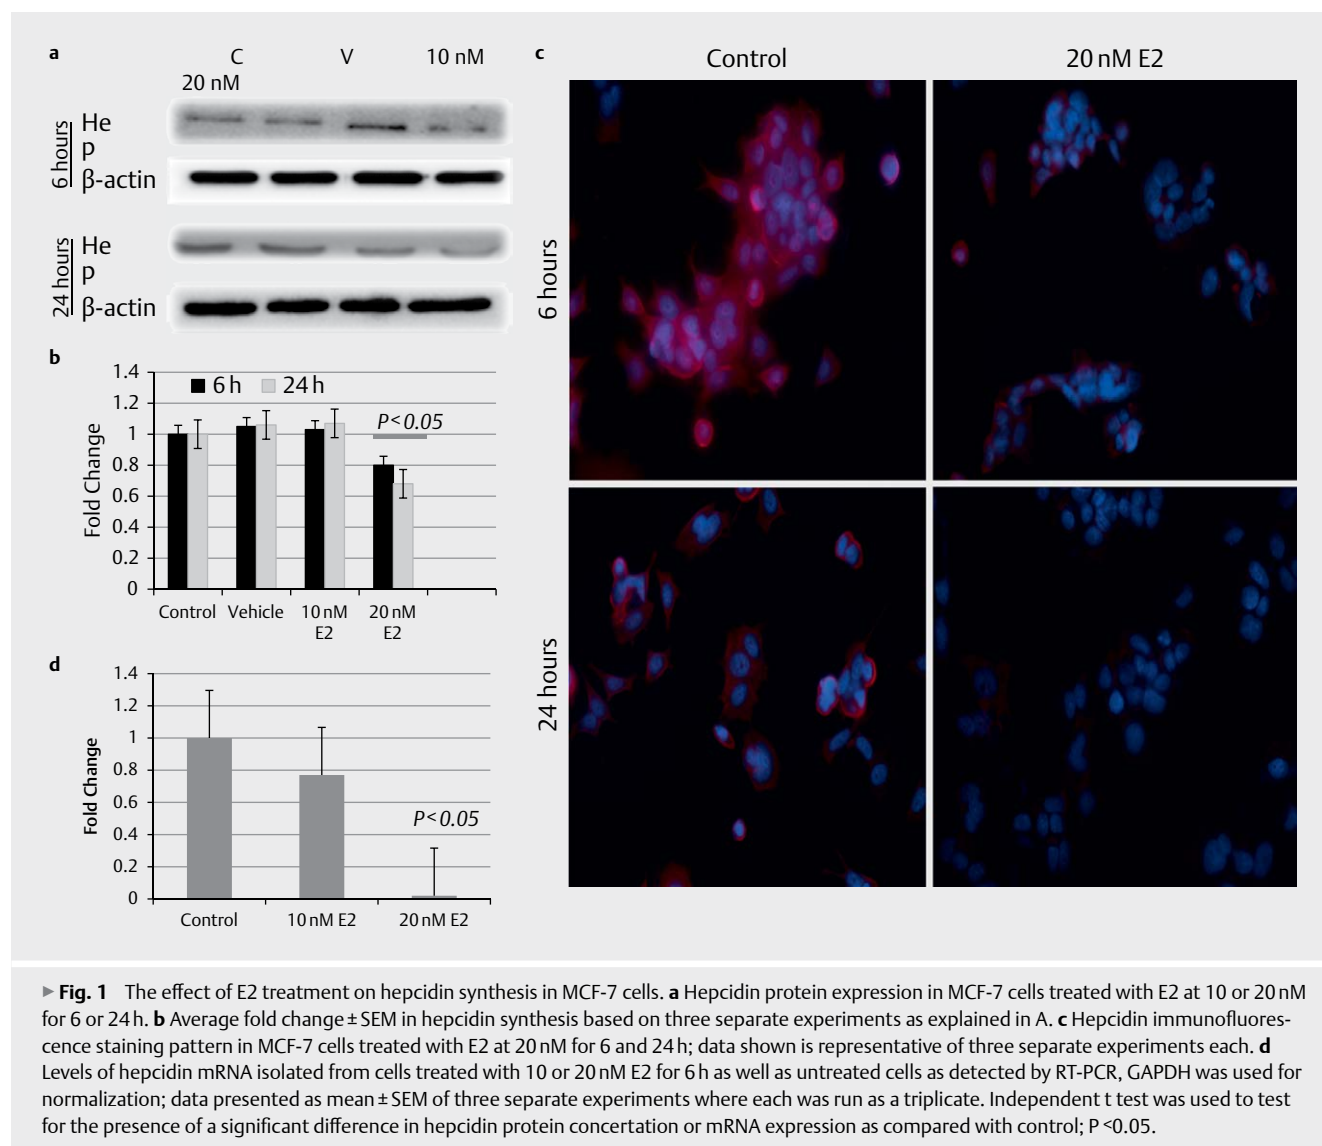 a
C V 10 nM
20 nM
6 hours
He
p
β-actin
24 hours
He
p
β-actin
b
1.4
1.2
1
0.8
0.6
0.4
0.2
0
Fold Change
6 h 24 h
P < 0.05
Control Vehicle 10 nM 20 nM
E2 E2
d
1.4
1.2
1
0.8
0.6
0.4
0.2
0
Fold Change
P < 0.05
Control 10 nM E2 20 nM E2
c
Control 20 nM E2
6 hours
24 hours
▶ Fig. 1 The effect of E2 treatment on hepcidin synthesis in MCF-7 cells. a Hepcidin protein expression in MCF-7 cells treated with E2 at 10 or 20 nM
for 6 or 24 h. b Average fold change ± SEM in hepcidin synthesis based on three separate experiments as explained in A. c Hepcidin immunofluores-
cence staining pattern in MCF-7 cells treated with E2 at 20 nM for 6 and 24 h; data shown is representative of three separate experiments each. d
Levels of hepcidin mRNA isolated from cells treated with 10 or 20 nM E2 for 6 h as well as untreated cells as detected by RT-PCR, GAPDH was used for
normalization; data presented as mean ± SEM of three separate experiments where each was run as a triplicate. Independent t test was used to test
for the presence of a significant difference in hepcidin protein concertation or mRNA expression as compared with control; P <0.05.